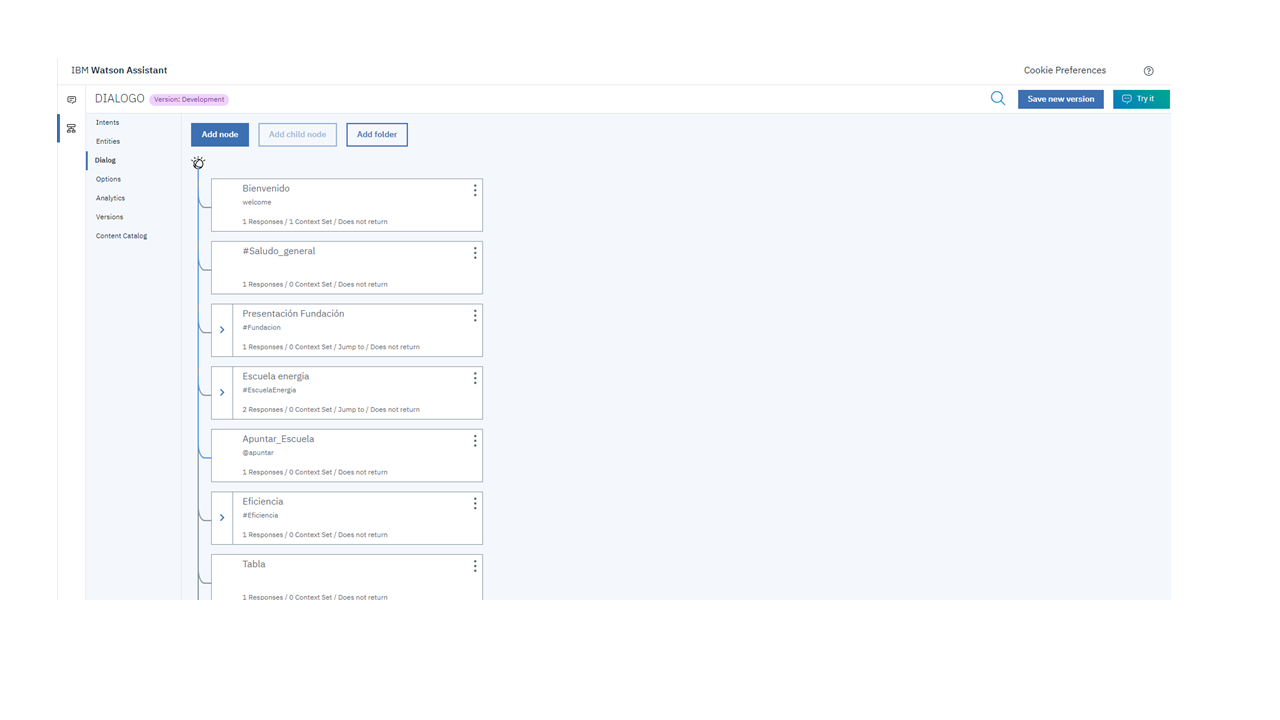 IBM Watson Assistant
Cookie Preferences
DIALOGO
Version: Development
Save new version
Try it
Intents
Entities
Dialog
Options
Analytics
Versions
Content Catalog
Add node
Add child node
Add folder
Bienvenido
welcome
1 Responses / 1 Context Set / Does not return
#Saludo_general
1 Responses / 0 Context Set / Does not return
Presentación Fundación
#Fundacion
1 Responses / 0 Context Set / Jump to / Does not return
Escuela energia
#EscuelaEnergia
2 Responses / 0 Context Set / Jump to / Does not return
Apuntar_Escuela
@apuntar
1 Responses / 0 Context Set / Does not return
Eficiencia
#Eficiencia
1 Responses / 0 Context Set / Does not return
Tabla
1 Responses / 0 Context Set / Does not return